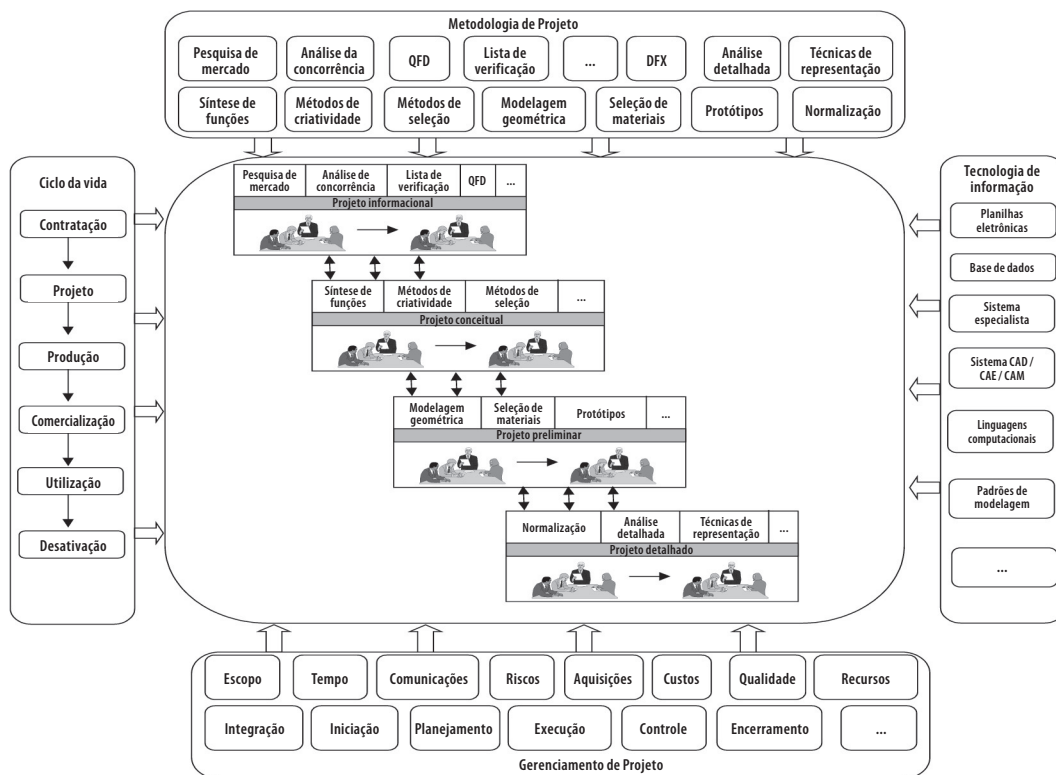 Metodologia de Projeto
Pesquisa de
mercado
Análise da
concorrência
QFD
Lista de
verificação
...
DFX
Análise
detalhada
Técnicas de
representação
Síntese de
funções
Métodos de
criatividade
Métodos de
seleção
Modelagem
geométrica
Seleção de
materiais
Protótipos
Normalização
Ciclo da vida
Contratação
Projeto
Produção
Comercialização
Utilização
Desativação
Pesquisa de
mercado
Análise de
concorrência
Lista de
verificação
QFD
...
Projeto informacional
Síntese de
funções
Métodos de
criatividade
Métodos de
seleção
...
Projeto conceitual
Modelagem
geométrica
Seleção de
materiais
Protótipos
...
Projeto preliminar
Normalização
Análise
detalhada
Técnicas de
representação
...
Projeto detalhado
Tecnologia de
informação
Planilhas
eletrônicas
Base de dados
Sistema
especialista
Sistema CAD /
CAE / CAM
Linguagens
computacionais
Padrões de
modelagem
...
Escopo
Tempo
Comunicações
Riscos
Aquisições
Custos
Qualidade
Recursos
Integração
Iniciação
Planejamento
Execução
Controle
Encerramento
...
Gerenciamento de Projeto